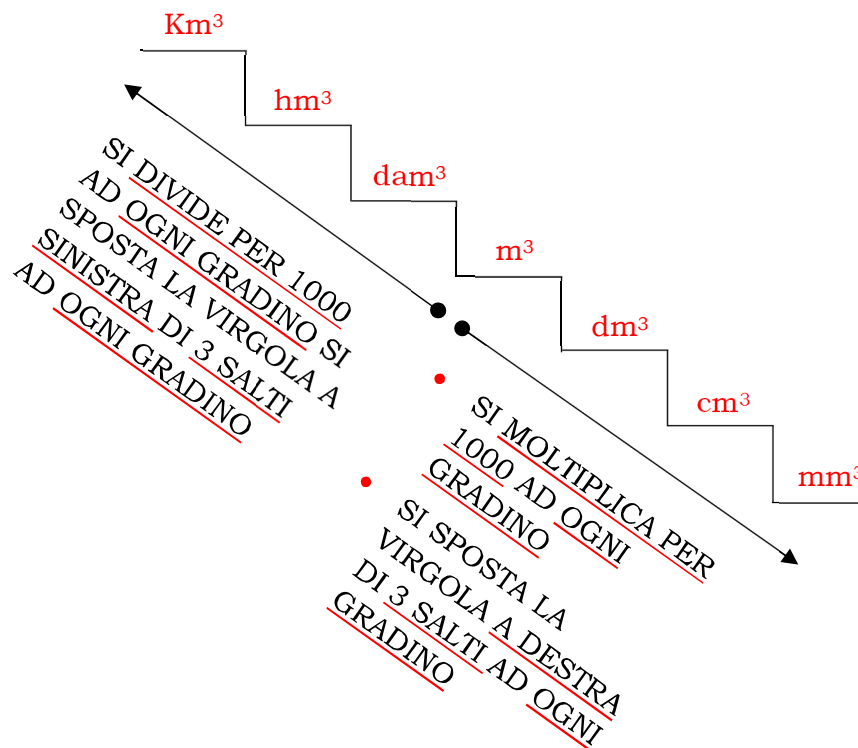 Km³
hm³
dam³
m³
dm³
cm³
mm³
SI DIVIDE PER 1000
AD OGNI GRADINO SI
SPOSTA LA VIRGOLA A
SINISTRA DI 3 SALTI
AD OGNI GRADINO
SI MOLTIPLICA PER
1000 AD OGNI
GRADINO
SI SPOSTA LA
VIRGOLA A DESTRA
DI 3 SALTI AD OGNI
GRADINO